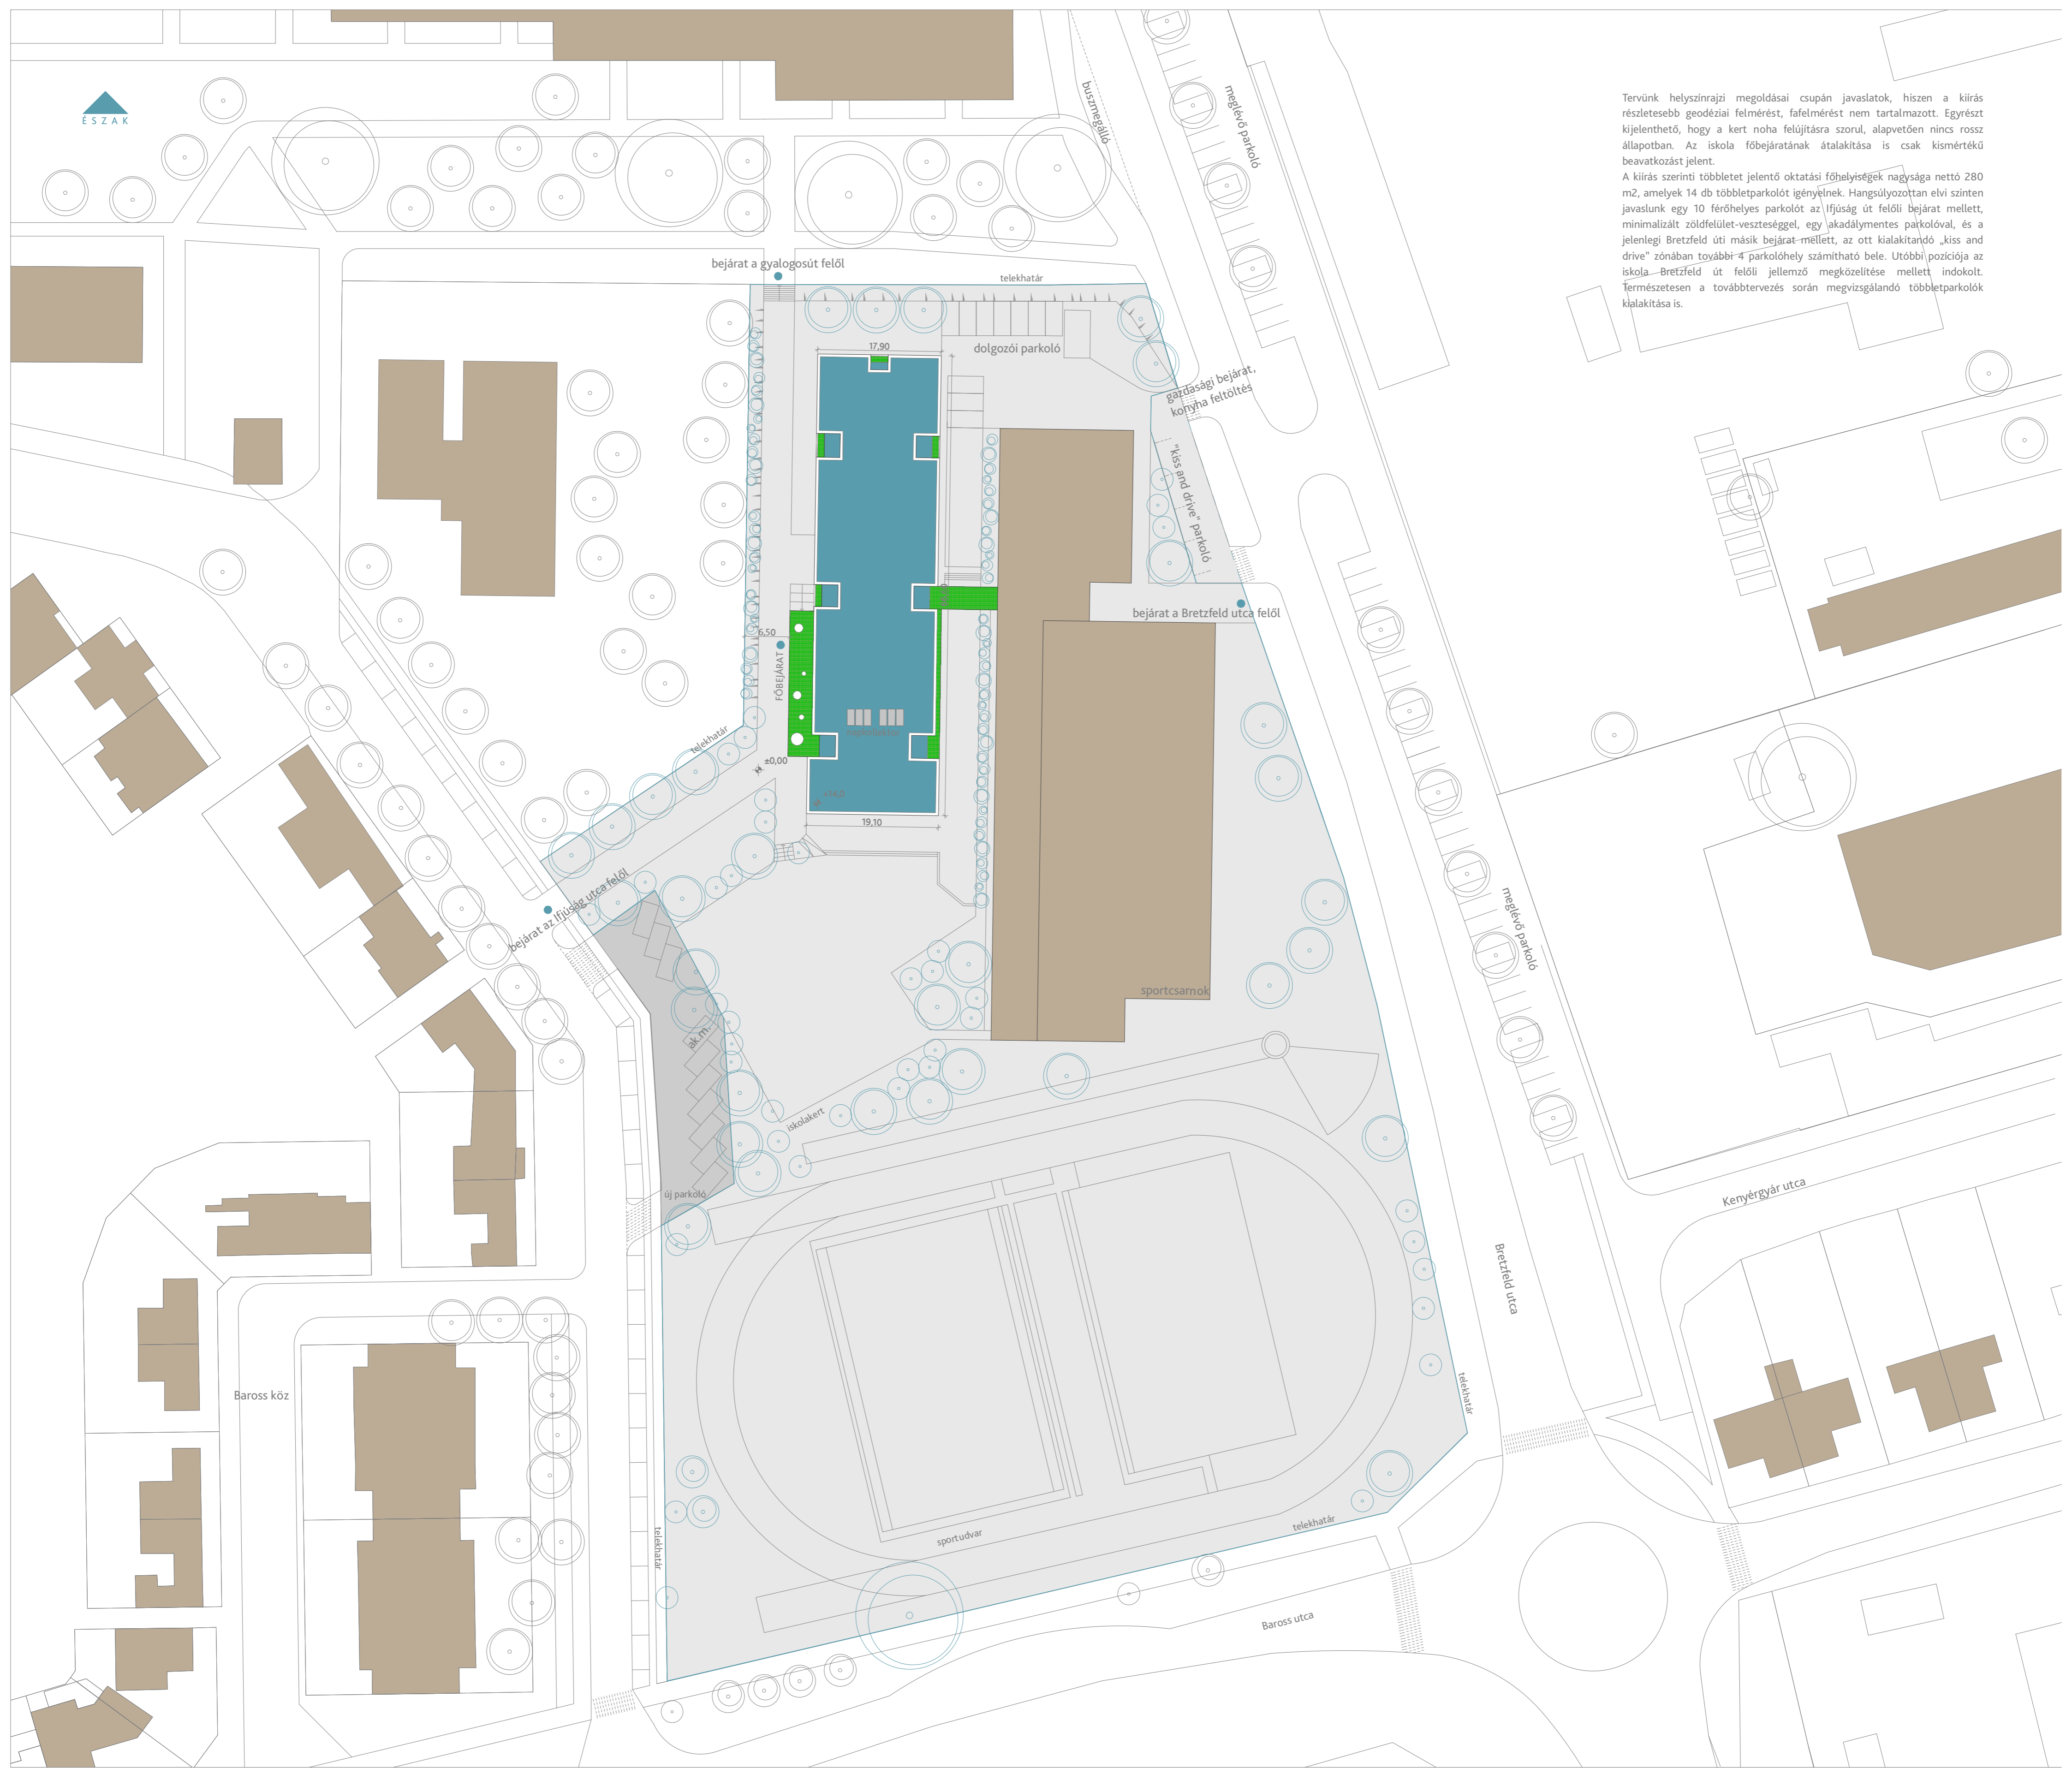 ÉSZAK
Tervünk helyszínrajzi megoldásai csupán javaslatok, hiszen a kiírás
részletesebb geodéziai felmérést, fafelmérést nem tartalmazott. Egyrészt
kijelenthető, hogy a kert noha felújításra szorul, alapvetően nincs rossz
állapotban. Az iskola főbejáratának átalakítása is csak kismértékű
beavatkozást jelent.
A kiírás szerinti többletet jelentő oktatási főhelyiségek nagysága nettó 280
m2, amelyek 14 db többletparkolót igényelnek. Hangsúlyozottan elvi szinten
javaslunk egy 10 férőhelyes parkolót az Ifjúság út felőli bejárat mellett,
minimalizált zöldfelület-veszteséggel, egy akadálymentes parkolóval, és a
jelenlegi Bretzfeld úti másik bejárat mellett, az ott kialakítandó „kiss and
drive" zónában további 4 parkolóhely számítható bele. Utóbbi pozíciója az
iskola Bretzfeld út felőli jellemző megközelítése mellett indokolt.
Természetesen a továbbtervezés során megvizsgálandó többletparkolók
kialakítása is.
buszmegálló
meglévő parkoló
bejárat a gyalogosút felől
telekhatár
17,90
dolgozói parkoló
gazdasági bejárat,
konyha feltöltés
"kiss and drive" parkoló
bejárat a Bretzfeld utca felől
6,50
FŐBEJÁRAT
napkollektor
telekhatár
±0,00
19,10
bejárat az Ifjúság utca felől
meglévő parkoló
sportcsarnok
ak.m.
iskolakert
új parkoló
Kenyérgyár utca
Bretzfeld utca
Baross köz
telekhatár
telekhatár
telekhatár
sportudvar
Baross utca